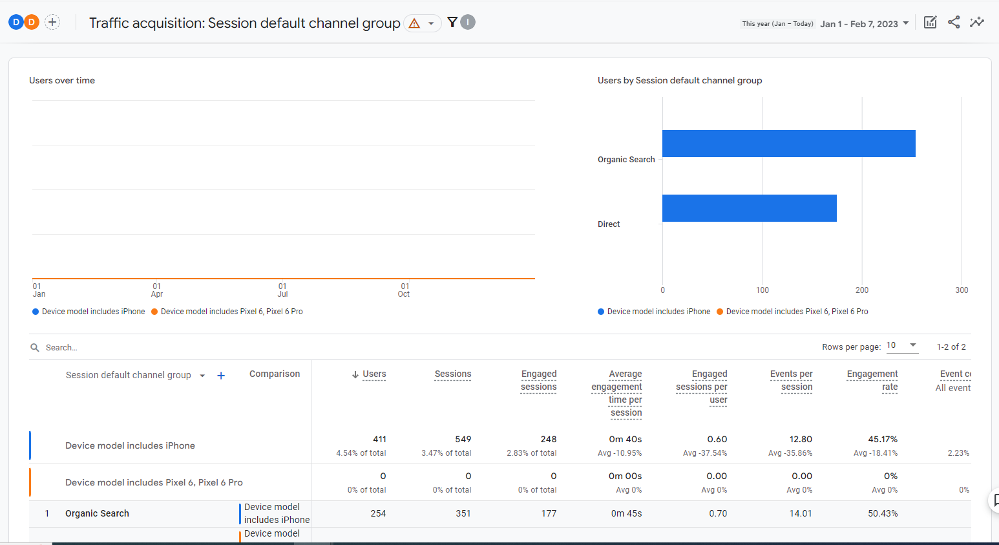 D D + Traffic acquisition: Session default channel group I This year (Jan – Today) Jan 1 - Feb 7, 2023
Users over time
01 Jan
01 Apr
01 Jul
01 Oct
Device model includes iPhone Device model includes Pixel 6, Pixel 6 Pro
Users by Session default channel group
Organic Search
Direct
0 100 200 300
Device model includes iPhone Device model includes Pixel 6, Pixel 6 Pro
Search...
Rows per page: 10 1-2 of 2
Session default channel group + Comparison
Users
Sessions
Engaged sessions
Average engagement time per session
Engaged sessions per user
Events per session
Engagement rate
Event co
All event
Device model includes iPhone
411 549 248 0m 40s 0.60 12.80 45.17%
4.54% of total 3.47% of total 2.83% of total Avg -10.95% Avg -37.54% Avg -35.86% Avg -18.41% 2.23%
Device model includes Pixel 6, Pixel 6 Pro
0 0 0 0m 00s 0.00 0.00 0%
0% of total 0% of total 0% of total Avg 0% Avg 0% Avg 0% Avg 0% 0%
1 Organic Search Device model includes iPhone 254 351 177 0m 45s 0.70 14.01 50.43%
Device model